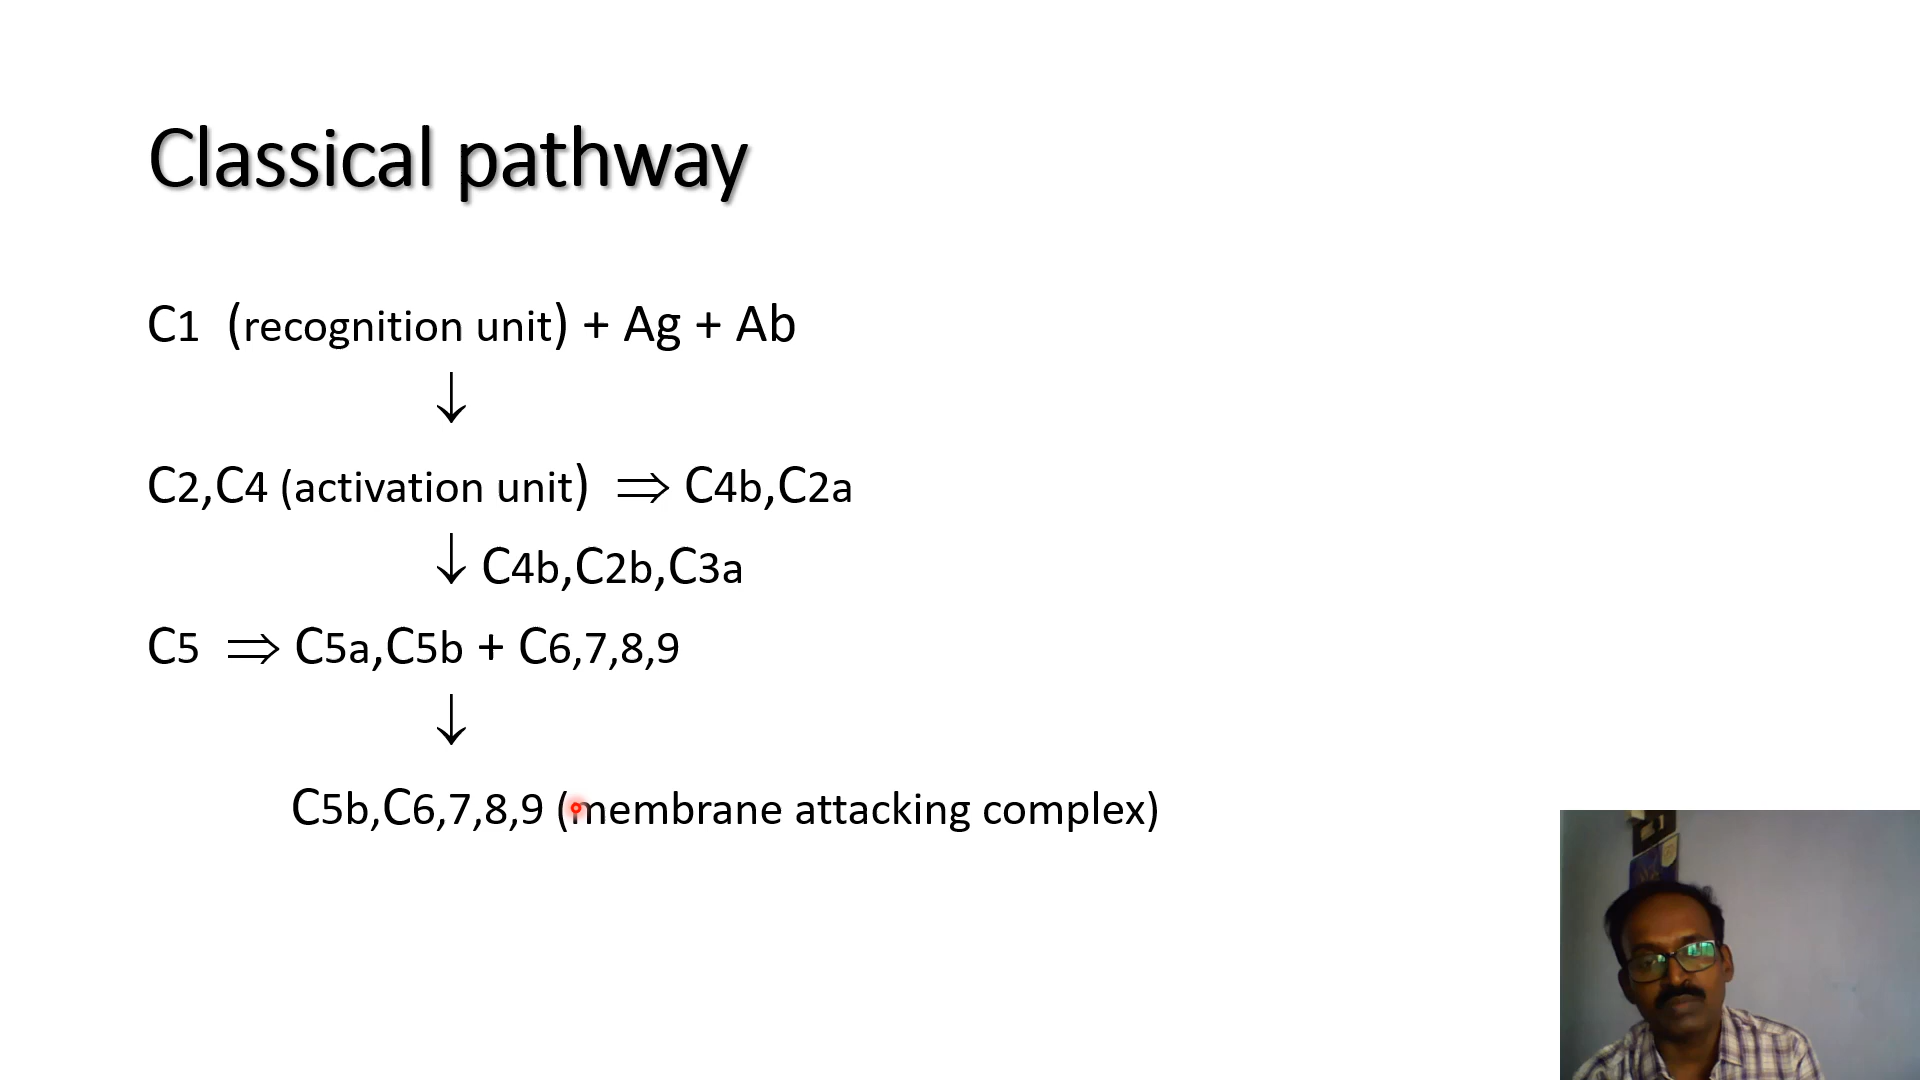 Classical pathway
C1 (recognition unit) + Ag + Ab
↓
C2,C4 (activation unit) ⇒ C4b,C2a
↓ C4b,C2b,C3a
C5 ⇒ C5a,C5b + C6,7,8,9
↓
C5b,C6,7,8,9 (membrane attacking complex)